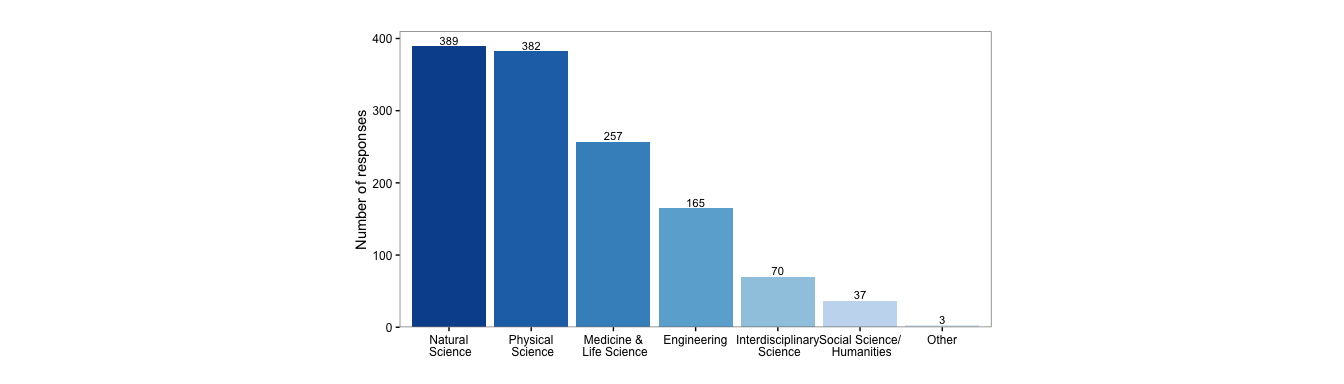 Number of responses
400
300
200
100
0
389
382
257
165
70
37
3
Natural
Science
Physical
Science
Medicine &
Life Science
Engineering
Interdisciplinary
Science
Social Science/
Humanities
Other